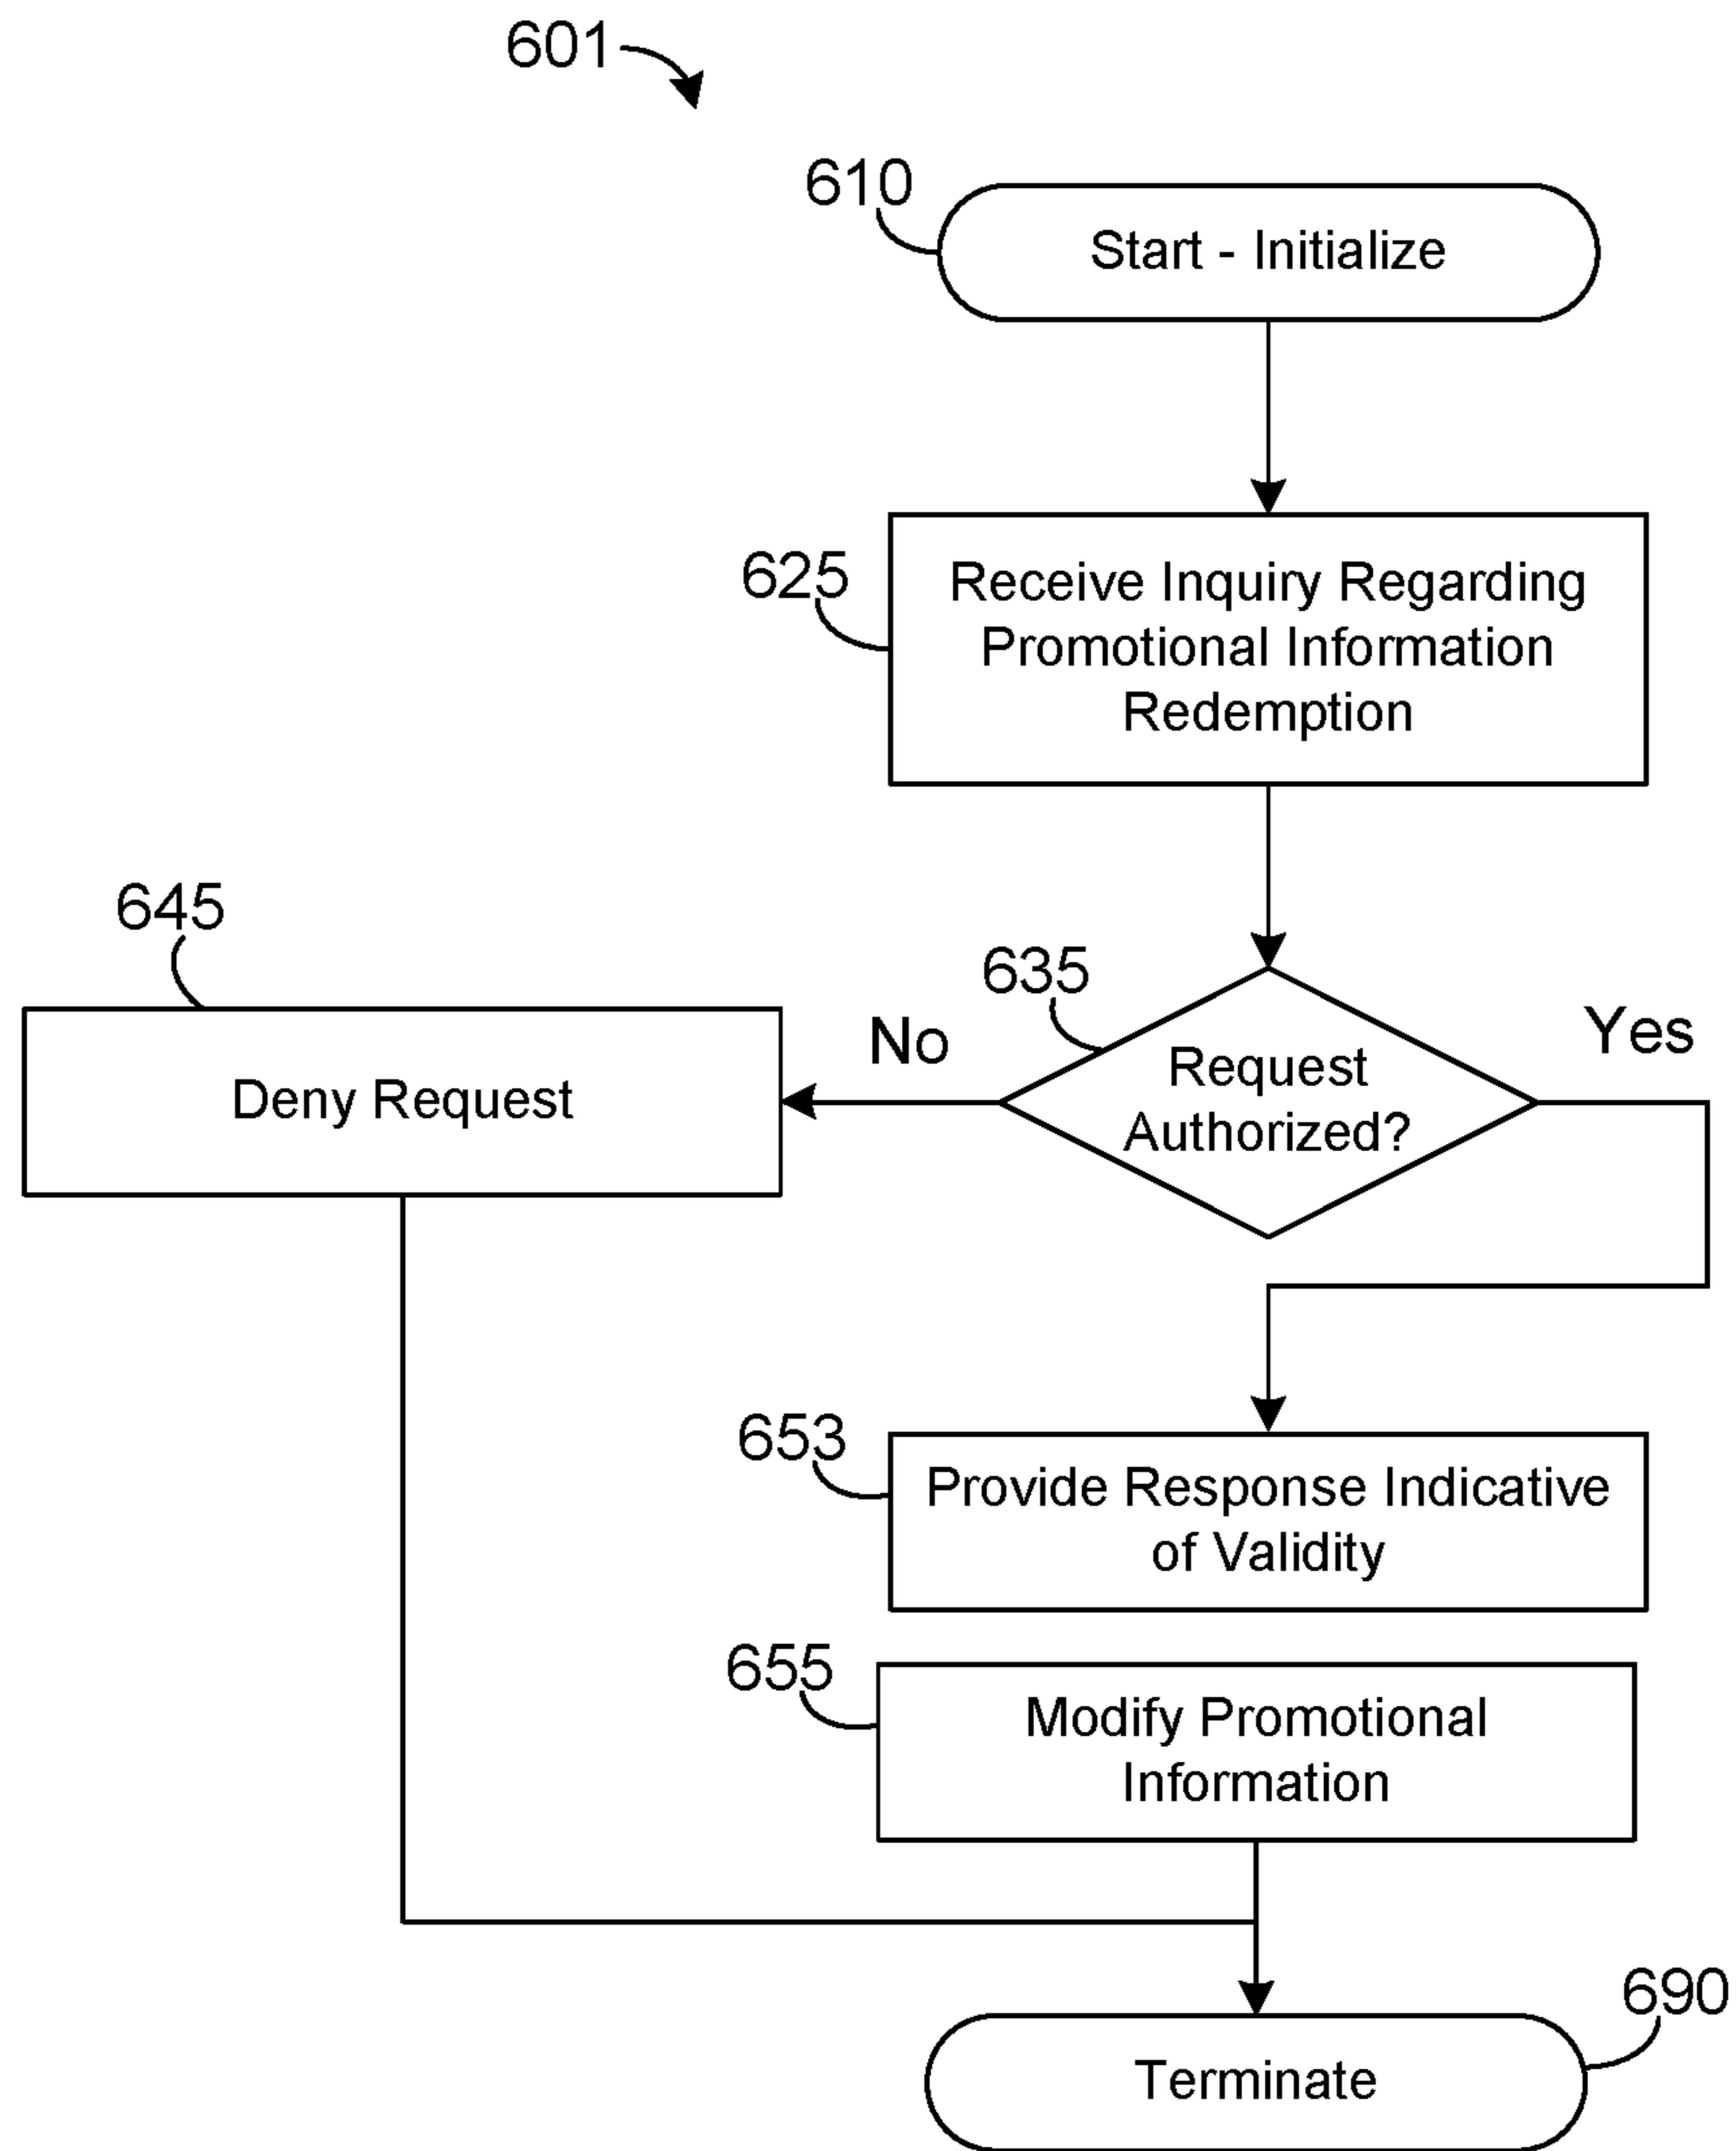 601
610
Start - Initialize
625
Receive Inquiry Regarding
Promotional Information
Redemption
645
Deny Request
635
No
Request
Authorized?
Yes
653
Provide Response Indicative
of Validity
655
Modify Promotional
Information
690
Terminate